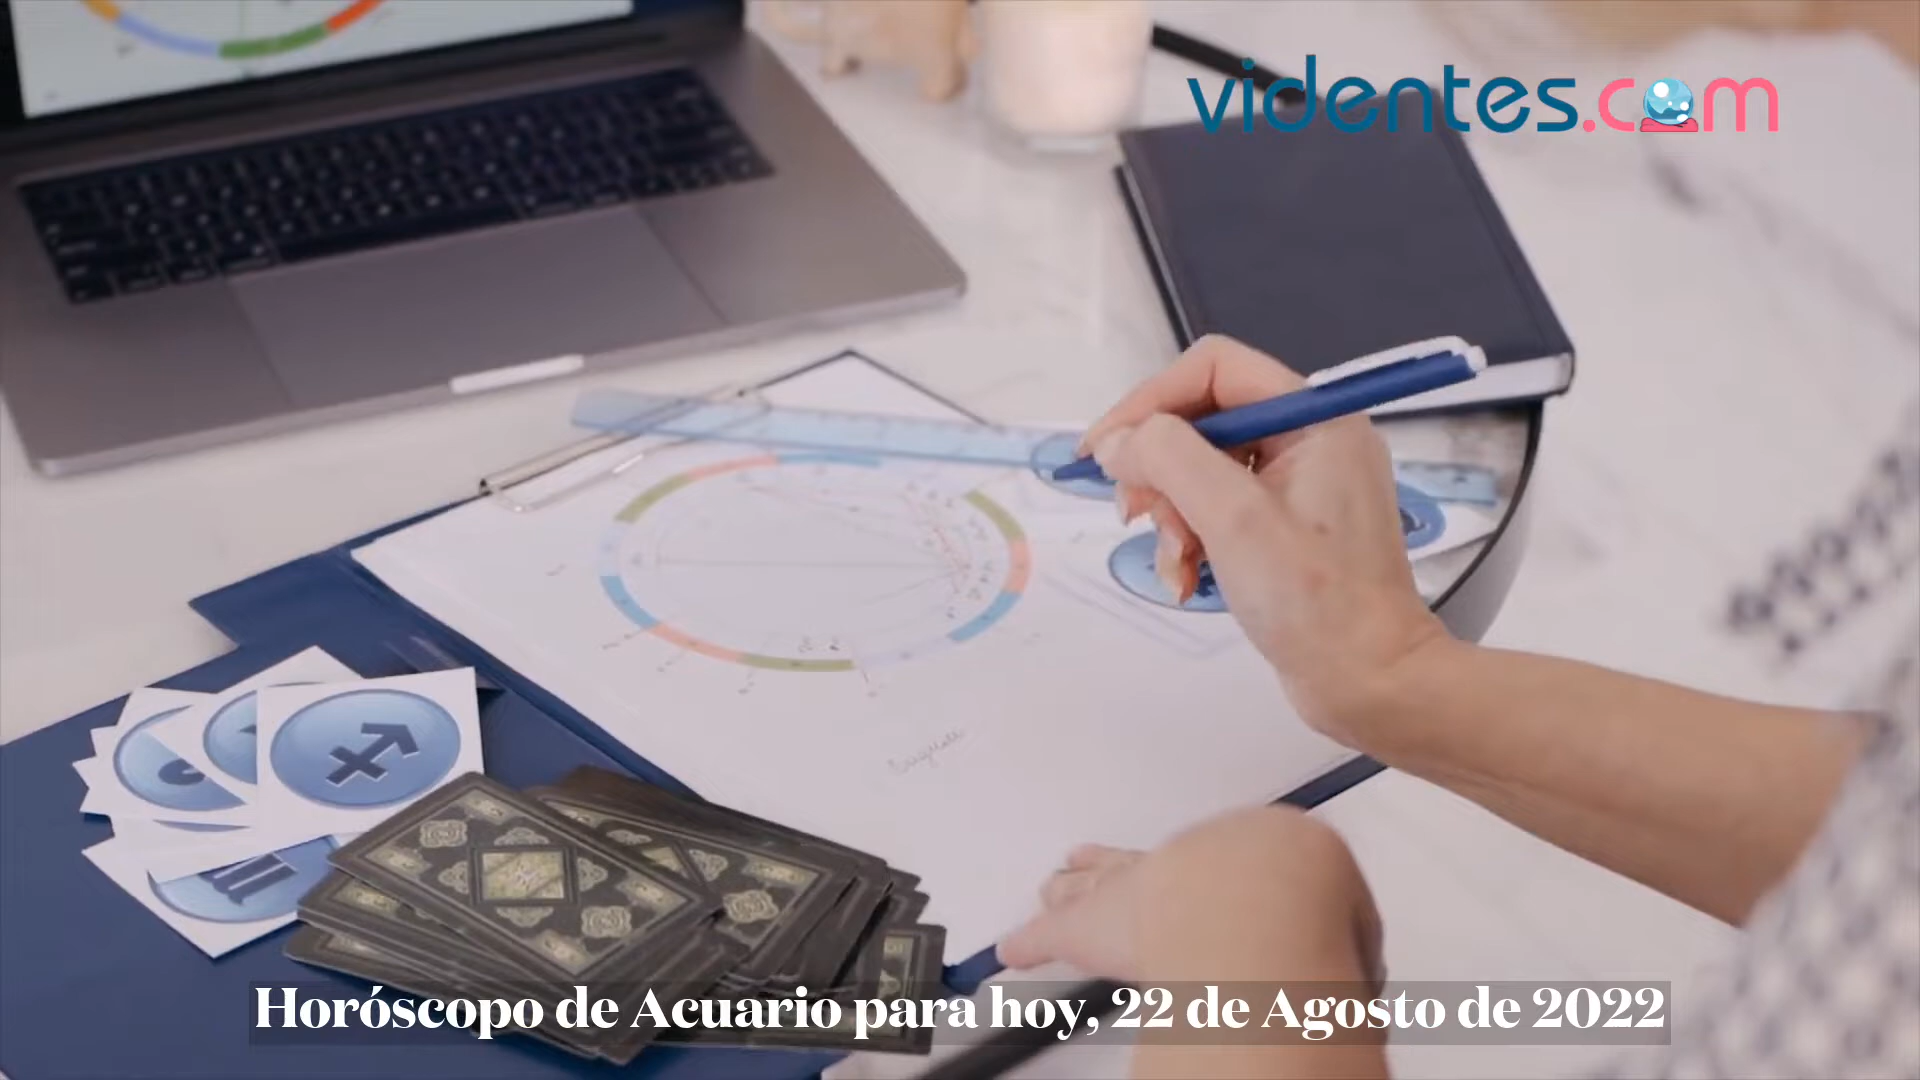 videntes.com
Horóscopo de Acuario para hoy, 22 de Agosto de 2022